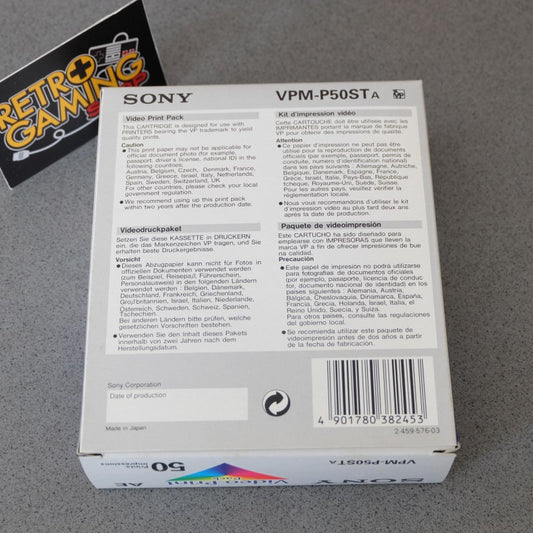 RETRO
GAMING
SONY
VPM-P50STA
VP
Video Print Pack
This CARTRIDGE is designed for use with
PRINTERS bearing the VP trademark to yield
quality prints.
Caution
● This print paper may not be applicable for
official document photo (for example,
passport, driver's license, national ID) in the
following countries;
Austria, Belgium, Czech, Denmark, France,
Germany, Greece, Israel, Italy, Netherlands,
Spain, Sweden, Switzerland, UK
For other countries, please check your local
government regulation.
● We recommend using up this print pack
within two years after the production date.
Kit d'impression vidéo
Cette CARTOUCHE doit être utilisée avec les
IMPRIMANTES portant la marque de fabrique
VP pour obtenir des impressions de qualité.
Attention
● Ce papier d'impression ne peut pas être
utilisé pour la reproduction de documents
officiels (par exemple, passeport, permis de
conduite, numéro d'identification national)
dans les pays suivants : Allemagne, Autriche,
Belgique, Danemark, Espagne, France,
Grèce, Israël, Italie, Pays-Bas, République
tchèque, Royaume-Uni, Suède, Suisse.
Pour les autres pays, veuillez vérifier la
réglementation locale.
● Nous vous recommandons d'utiliser le kit
d'impression vidéo au plus tard deux ans
après la date de production.
Videodruckpaket
Setzen Sie diese KASSETTE in DRUCKERN
ein, die das Markenzeichen VP tragen, und Sie
erhalten beste Druckergebnisse.
Vorsicht
● Dieses Abzugpapier kann nicht für Fotos in
offiziellen Dokumenten verwendet werden
(zum Beispiel, Reisepaß, Führerschein,
Personalausweis) in den folgenden Ländern
verwendet werden : Belgien, Dänemark,
Deutschland, Frankreich, Griechenland,
Großbritannien, Israel, Italien, Niederlande,
Österreich, Schweden, Schweiz, Spanien,
Tschechien.
In anderen Ländern bitte prüfen, welche
gesetzlichen Vorschriften bestehen.
● Verwenden Sie den Inhalt dieses Pakets
innerhalb von zwei Jahren nach dem
Herstellungsdatum.
Paquete de videoimpresión
Este CARTUCHO ha sido diseñado para
emplearse con IMPRESORAS que lleven la
marca VP a fin de ofrecer impresiones de bue
na calidad.
Precaución
● Este papel de impresión no podrá utilizarse
para fotografías de documentos oficiales
(por ejemplo, pasaporte, licencia de conduc
tor, documento nacional de identidad) en los
países siguientes : Alemania, Austria,
Bélgica, Cheslovaquia, Dinamarca, España,
Francia, Grecia, Holanda, Israel, Italia, el
Reino Unido, Suecia, y Suiza.
Para otros países, consulte las regulaciones
del gobierno local.
● Se recomienda utilizar este paquete de
videoimpresión antes de dos años a partir de
la fecha de fabricación.
Sony Corporation
Date of production
Made in Japan
4 901780 382453
2-459-576-03
VPM-P50STA
SONY
Video Print
Pack
50
Prints
Impressions
AE